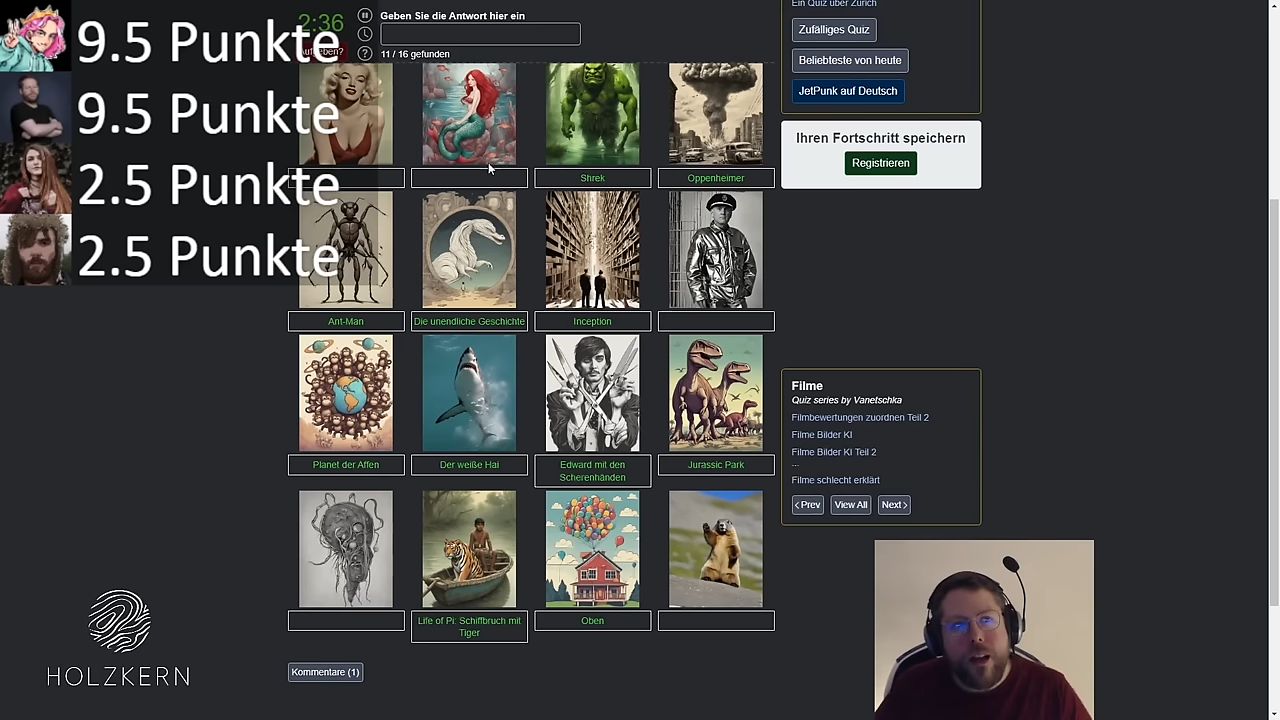 9.5 Punkte
9.5 Punkte
2.5 Punkte
2.5 Punkte
2:36
Aufgeben?
Geben Sie die Antwort hier ein
11 / 16 gefunden
Shrek
Oppenheimer
Ant-Man
Die unendliche Geschichte
Inception
Planet der Affen
Der weiße Hai
Edward mit den
Scherenhänden
Jurassic Park
Life of Pi: Schiffbruch mit
Tiger
Oben
Kommentare (1)
Ein Quiz über Zürich
Zufälliges Quiz
Beliebteste von heute
JetPunk auf Deutsch
Ihren Fortschritt speichern
Registrieren
Filme
Quiz series by Vanetschka
Filmbewertungen zuordnen Teil 2
Filme Bilder KI
Filme Bilder KI Teil 2
...
Filme schlecht erklärt
Prev
View All
Next
HOLZKERN